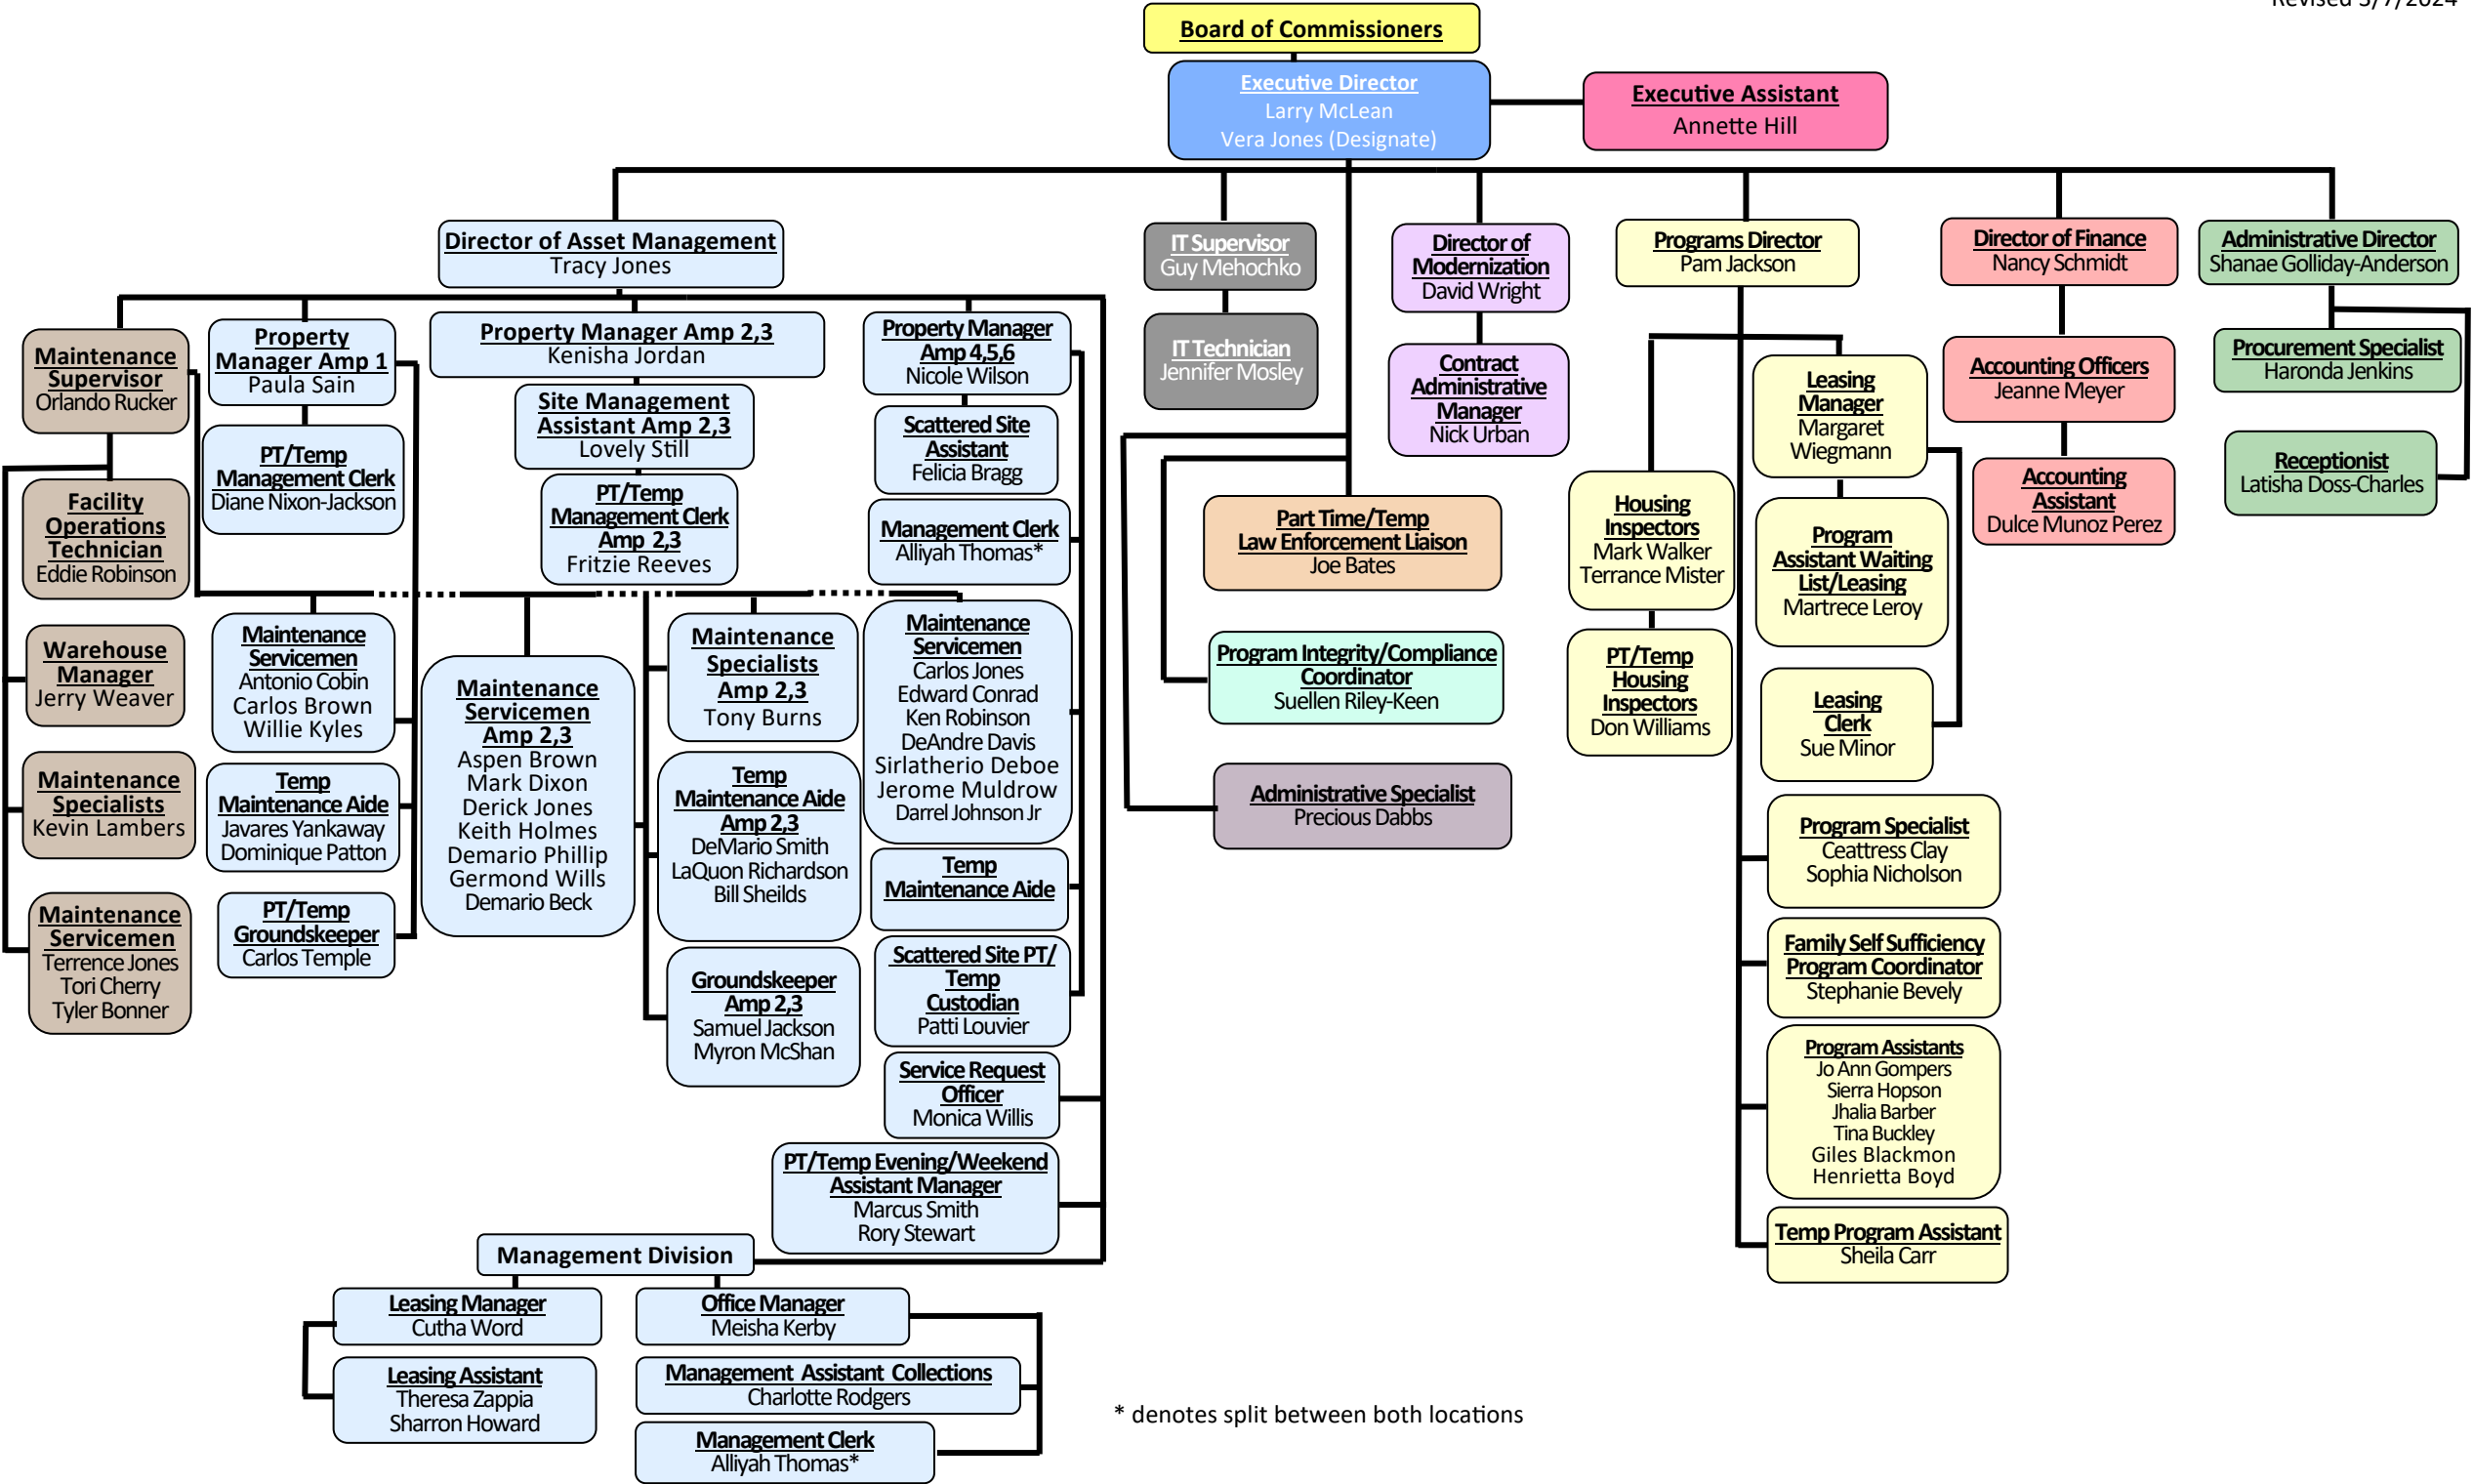 Revised 3/7/2024
Board of Commissioners
Executive Director
Larry McLean
Vera Jones (Designate)
Executive Assistant
Annette Hill
Director of Asset Management
Tracy Jones
IT Supervisor
Guy Mehochko
IT Technician
Jennifer Mosley
Director of
Modernization
David Wright
Contract
Administrative
Manager
Nick Urban
Programs Director
Pam Jackson
Director of Finance
Nancy Schmidt
Administrative Director
Shanae Golliday-Anderson
Maintenance
Supervisor
Orlando Rucker
Facility
Operations
Technician
Eddie Robinson
Warehouse
Manager
Jerry Weaver
Maintenance
Specialists
Kevin Lambers
Maintenance
Servicemen
Terrence Jones
Tori Cherry
Tyler Bonner
Property
Manager Amp 1
Paula Sain
PT/Temp
Management Clerk
Diane Nixon-Jackson
Maintenance
Servicemen
Antonio Cobin
Carlos Brown
Willie Kyles
Temp
Maintenance Aide
Javares Yankaway
Dominique Patton
PT/Temp
Groundskeeper
Carlos Temple
Property Manager Amp 2,3
Kenisha Jordan
Site Management
Assistant Amp 2,3
Lovely Still
PT/Temp
Management Clerk
Amp 2,3
Fritzie Reeves
Maintenance
Servicemen
Amp 2,3
Aspen Brown
Mark Dixon
Derick Jones
Keith Holmes
Demario Phillip
Germond Wills
Demario Beck
Maintenance
Specialists
Amp 2,3
Tony Burns
Temp
Maintenance Aide
Amp 2,3
DeMario Smith
LaQuon Richardson
Bill Sheilds
Groundskeeper
Amp 2,3
Samuel Jackson
Myron McShan
Property Manager
Amp 4,5,6
Nicole Wilson
Scattered Site
Assistant
Felicia Bragg
Management Clerk
Alliyah Thomas*
Maintenance
Servicemen
Carlos Jones
Edward Conrad
Ken Robinson
DeAndre Davis
Sirlatherio Deboe
Jerome Muldrow
Darrel Johnson Jr
Temp
Maintenance Aide
Scattered Site PT/
Temp
Custodian
Patti Louvier
Service Request
Officer
Monica Willis
PT/Temp Evening/Weekend
Assistant Manager
Marcus Smith
Rory Stewart
Management Division
Leasing Manager
Cutha Word
Leasing Assistant
Theresa Zappia
Sharron Howard
Office Manager
Meisha Kerby
Management Assistant Collections
Charlotte Rodgers
Management Clerk
Alliyah Thomas*
Part Time/Temp
Law Enforcement Liaison
Joe Bates
Program Integrity/Compliance
Coordinator
Suellen Riley-Keen
Administrative Specialist
Precious Dabbs
Housing
Inspectors
Mark Walker
Terrance Mister
PT/Temp
Housing
Inspectors
Don Williams
Leasing
Manager
Margaret
Wiegmann
Program
Assistant Waiting
List/Leasing
Martrece Leroy
Leasing
Clerk
Sue Minor
Program Specialist
Ceattress Clay
Sophia Nicholson
Family Self Sufficiency
Program Coordinator
Stephanie Bevely
Program Assistants
Jo Ann Gompers
Sierra Hopson
Jhalia Barber
Tina Buckley
Giles Blackmon
Henrietta Boyd
Temp Program Assistant
Sheila Carr
Accounting Officers
Jeanne Meyer
Accounting
Assistant
Dulce Munoz Perez
Procurement Specialist
Haronda Jenkins
Receptionist
Latisha Doss-Charles
* denotes split between both locations